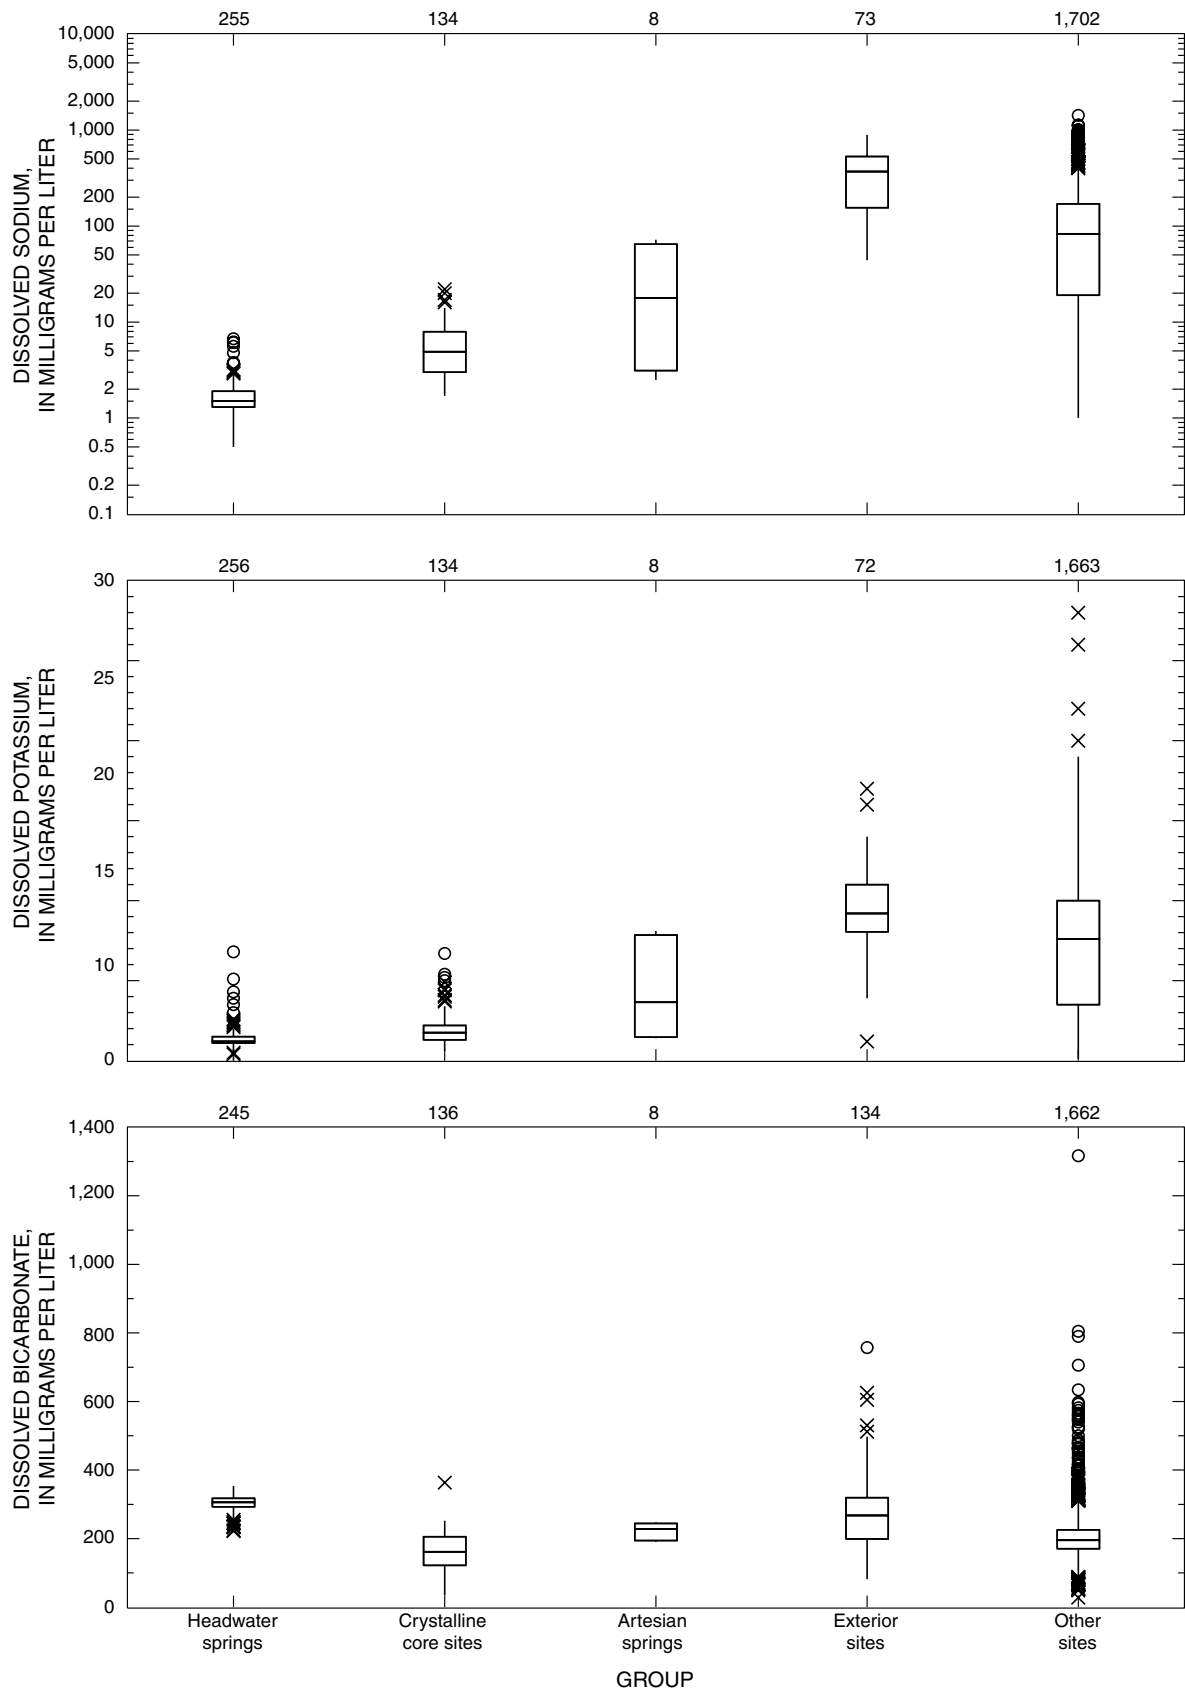 255 134 8 73 1,702
10,000
5,000
2,000
1,000
500
200
100
50
20
10
5
2
1
0.5
0.2
0.1
DISSOLVED SODIUM,
IN MILLIGRAMS PER LITER
256 134 8 72 1,663
30
25
20
15
10
0
DISSOLVED POTASSIUM,
IN MILLIGRAMS PER LITER
245 136 8 134 1,662
1,400
1,200
1,000
800
600
400
200
0
DISSOLVED BICARBONATE,
IN MILLIGRAMS PER LITER
Headwater
springs
Crystalline
core sites
Artesian
springs
Exterior
sites
Other
sites
GROUP